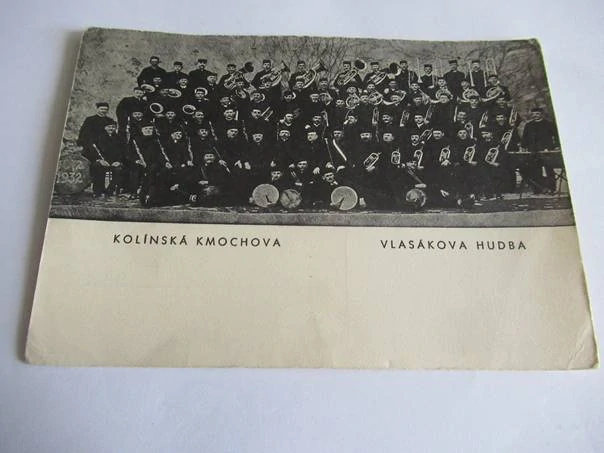 1932
KOLÍNSKÁ KMOCHOVA
VLASÁKOVA HUDBA